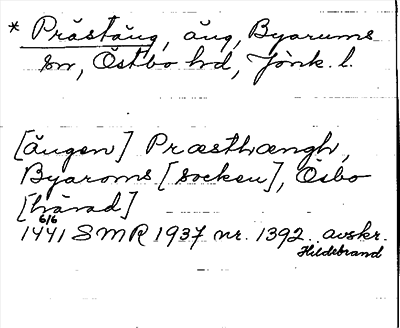 * Prästäng, äng, Byarums
sn, Östbo hd, Jönk. l.
[ängen] Præsthængh,
Byaroms [socken], Ösbo
[härad]
6/6
1441 SMR 1937 nr. 1392. avskr.
Hildebrand